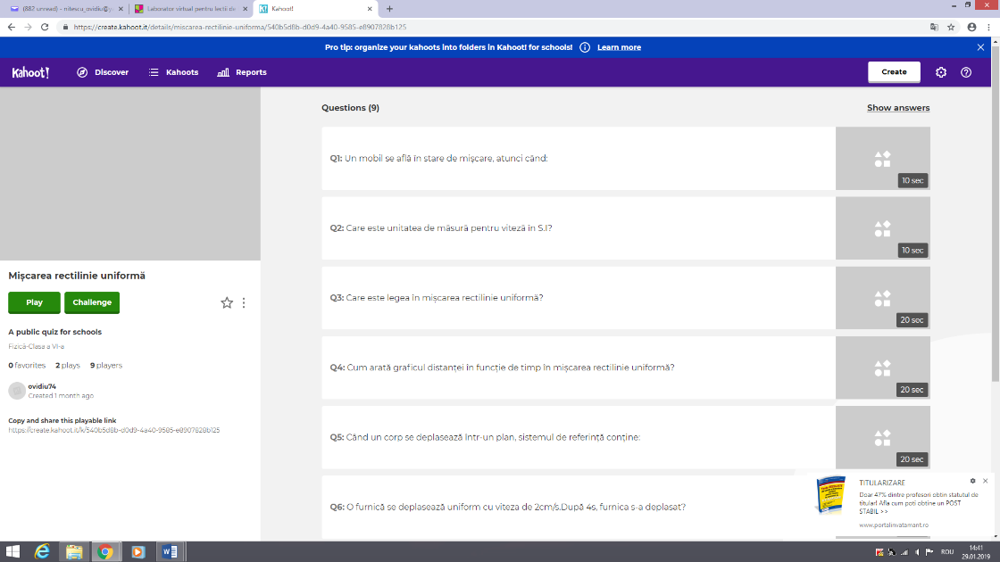 (882 unread) - nitescu_ovidiu@y
Laborator virtual pentru lectii de
Kahoot!
https://create.kahoot.it/details/miscarea-rectilinie-uniforma/540b5d8b-d0d9-4a40-9585-e8907828b125
Pro tip: organize your kahoots into folders in Kahoot! for schools! Learn more
Kahoot! Discover Kahoots Reports Create
Questions (9) Show answers
Q1: Un mobil se află în stare de mișcare, atunci când:
10 sec
Q2: Care este unitatea de măsură pentru viteză in S.I?
10 sec
Q3: Care este legea în mișcarea rectilinie uniformă?
20 sec
Q4: Cum arată graficul distanței în funcție de timp în mișcarea rectilinie uniformă?
20 sec
Q5: Când un corp se deplasează într-un plan, sistemul de referință conține:
20 sec
Q6: O furnică se deplasează uniform cu viteza de 2cm/s.După 4s, furnica s-a deplasat?
Mișcarea rectilinie uniformă
Play Challenge
A public quiz for schools
Fizică-Clasa a VI-a
0 favorites 2 plays 9 players
ovidiu74
Created 1 month ago
Copy and share this playable link
https://create.kahoot.it/k/540b5d8b-d0d9-4a40-9585-e8907828b125
TITULARIZARE
Doar 47% dintre profesori obtin statutul de
titular! Afla cum poti obtine un POST
STABIL >>
www.portalinvatamant.ro
ROU
14:41
29.01.2019